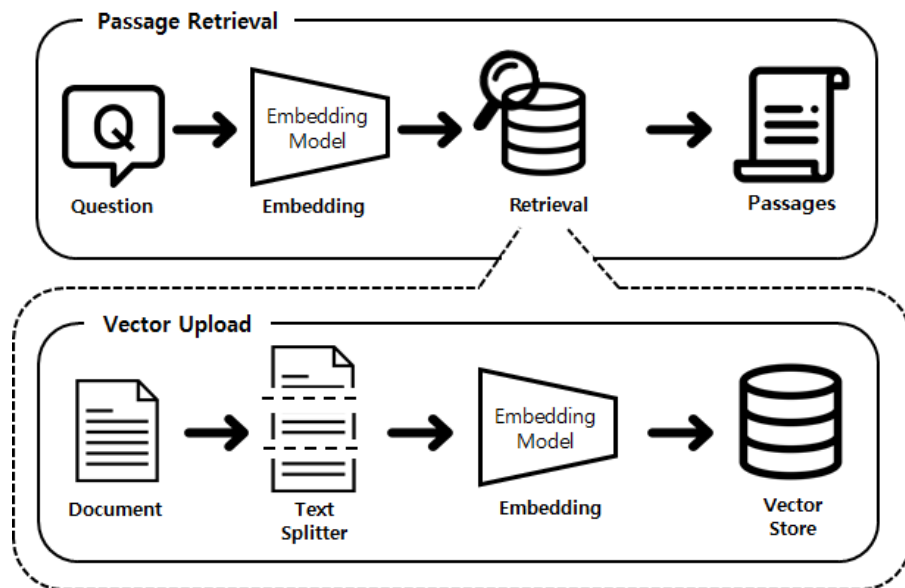 Passage Retrieval
Q
Embedding
Model
Question
Embedding
Retrieval
Passages
Vector Upload
Embedding
Model
Document
Text
Splitter
Embedding
Vector
Store